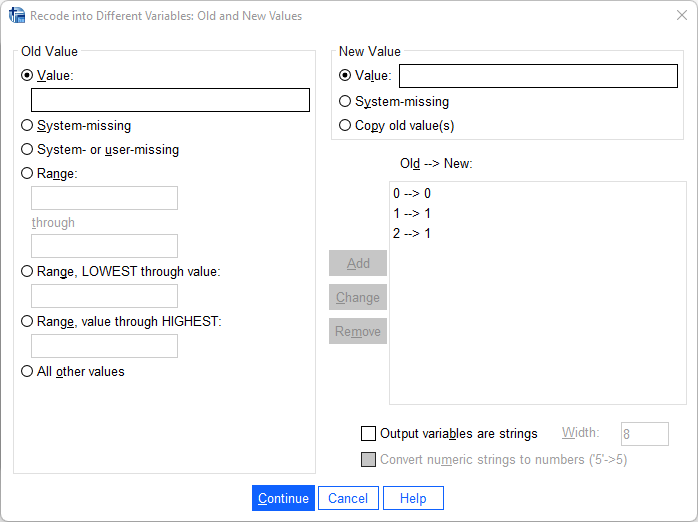 Recode into Different Variables: Old and New Values
Old Value
Value:
System-missing
System- or user-missing
Range:
through
Range, LOWEST through value:
Range, value through HIGHEST:
All other values
New Value
Value:
System-missing
Copy old value(s)
Old --> New:
0 --> 0
1 --> 1
2 --> 1
Add
Change
Remove
Output variables are strings
Width:
8
Convert numeric strings to numbers ('5'->5)
Continue
Cancel
Help